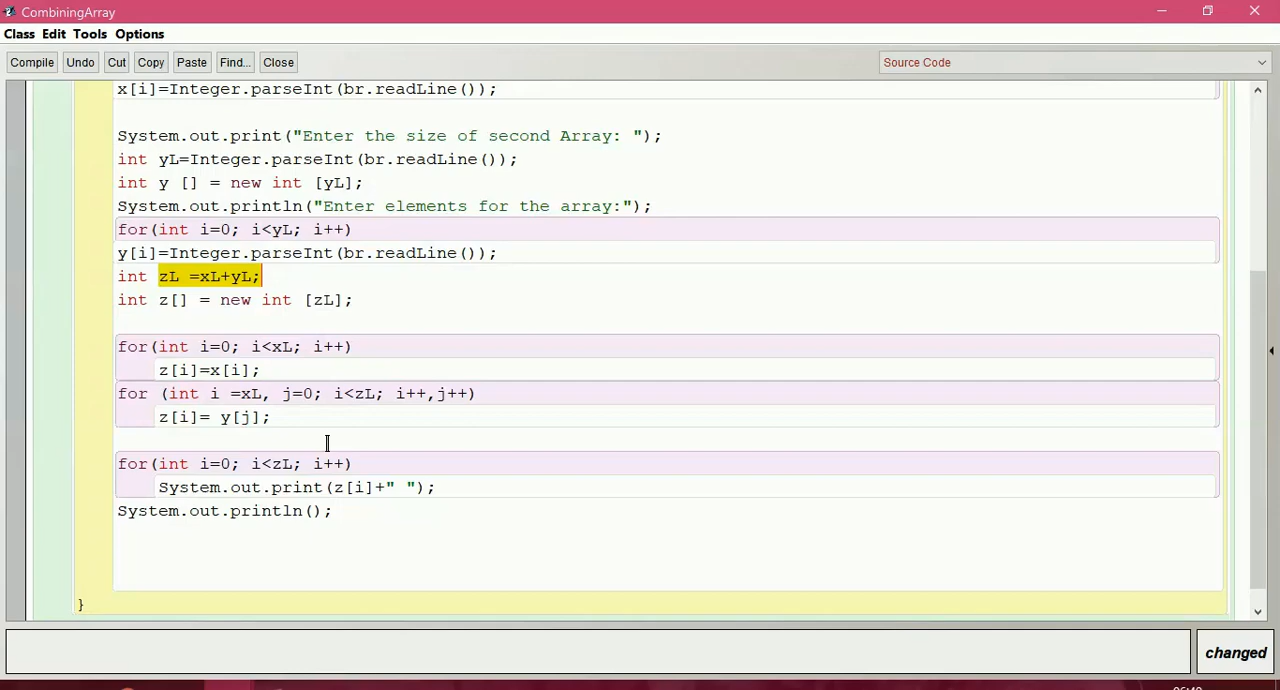 CombiningArray
Class Edit Tools Options
Compile Undo Cut Copy Paste Find... Close Source Code
x[i]=Integer.parseInt(br.readLine());
System.out.print("Enter the size of second Array: ");
int yL=Integer.parseInt(br.readLine());
int y [] = new int [yL];
System.out.println("Enter elements for the array:");
for(int i=0; i<yL; i++)
y[i]=Integer.parseInt(br.readLine());
int zL =xL+yL;
int z[] = new int [zL];
for(int i=0; i<xL; i++)
z[i]=x[i];
for (int i =xL, j=0; i<zL; i++,j++)
z[i]= y[j];
for(int i=0; i<zL; i++)
System.out.print(z[i]+" ");
System.out.println();
}
changed